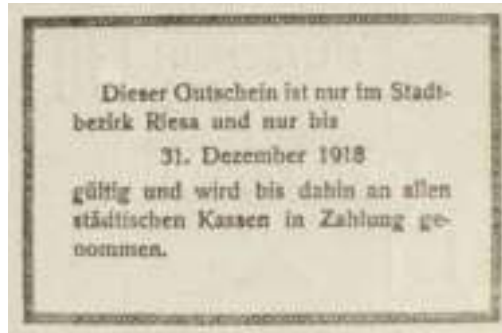 Dieser Gutschein ist nur im Stadt-
bezirk Riesa und nur bis
31. Dezember 1918
gültig und wird bis dahin an allen
städtischen Kassen in Zahlung ge-
nommen.